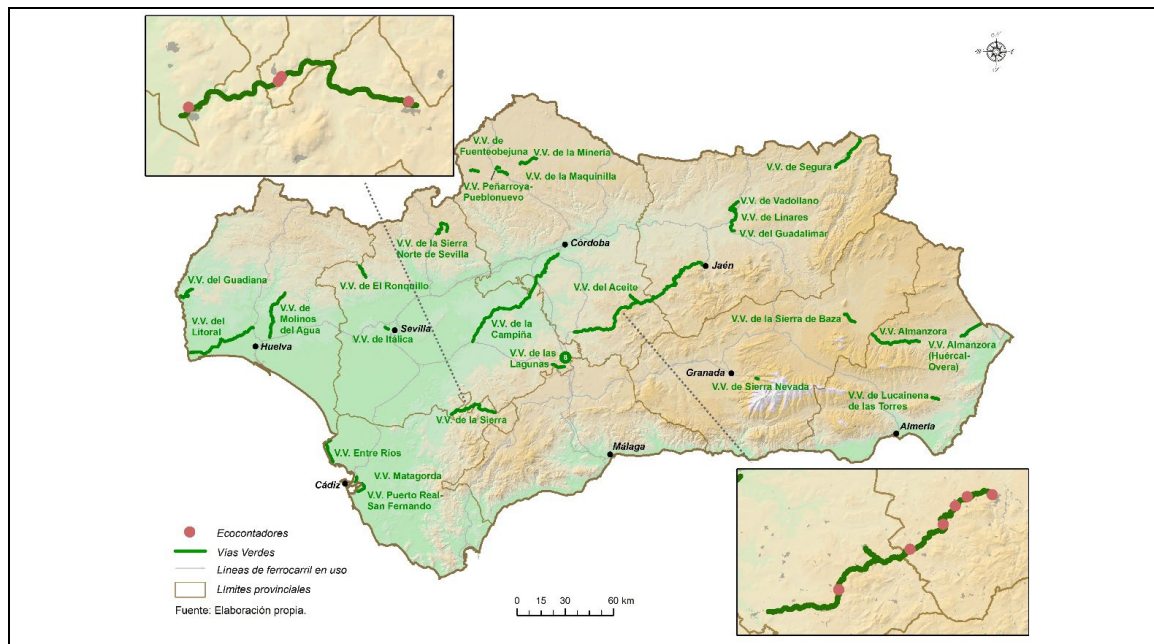 V.V. de
Fuenteobejuna
V.V. de la Minería
V.V. de la Maquinilla
V.V. Peñarroya-
Pueblonuevo
V.V. de Segura
V.V. de Vadollano
V.V. de Linares
V.V. del Guadalimar
V.V. de la Sierra
Norte de Sevilla
Córdoba
Jaén
V.V. del Guadiana
V.V. de El Ronquillo
V.V. del Aceite
V.V. de
Molinos
del Agua
V.V. del
Litoral
Huelva
Sevilla
V.V. de Itálica
V.V. de la
Campiña
V.V. de la Sierra de Baza
V.V. Almanzora
V.V. Almanzora
(Huércal-
Overa)
V.V. de las
Lagunas
Granada
V.V. de Sierra Nevada
V.V. de Lucainena
de las Torres
V.V. de la Sierra
Almería
Málaga
V.V. Entre Ríos
Cádiz
V.V. Matagorda
V.V. Puerto Real-
San Fernando
Ecocontadores
Vías Verdes
Líneas de ferrocarril en uso
Límites provinciales
Fuente: Elaboración propia.
0 15 30 60 km